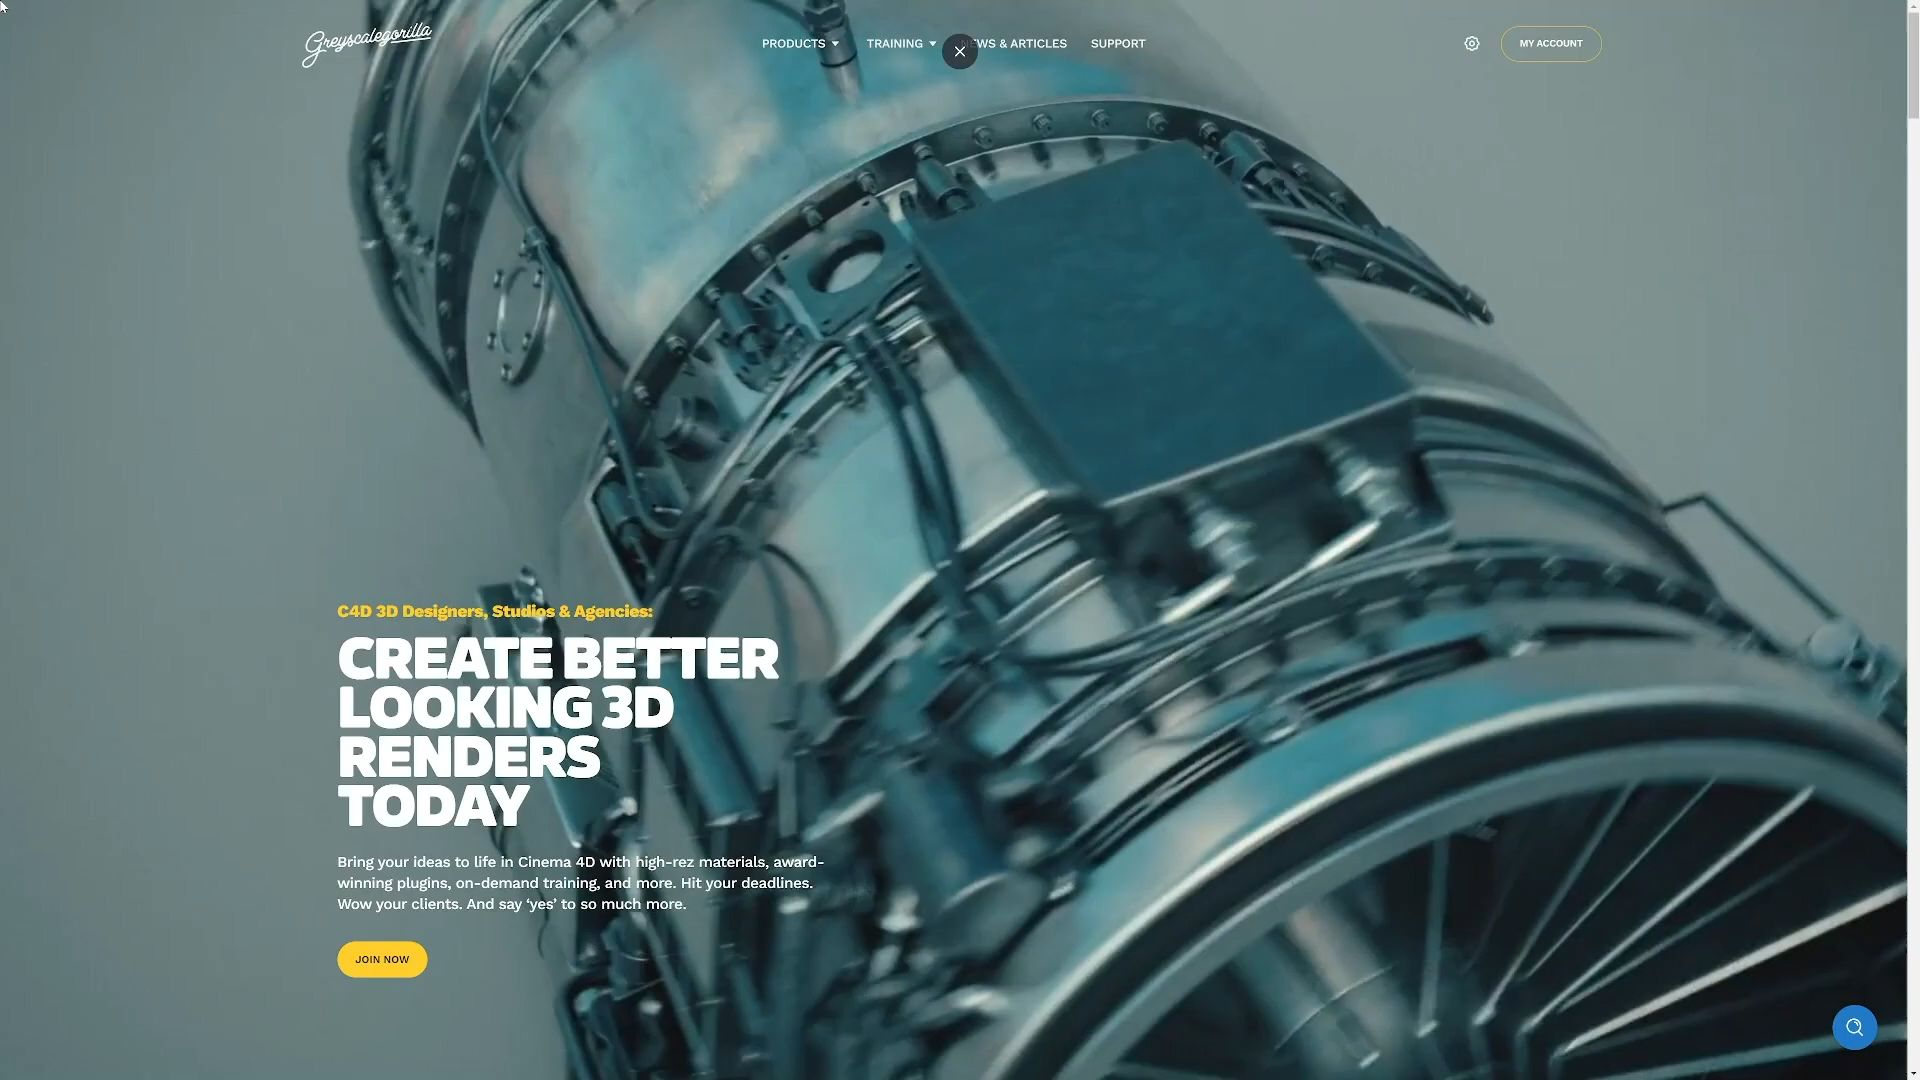 Greyscalegorilla
PRODUCTS
TRAINING
NEWS & ARTICLES
SUPPORT
MY ACCOUNT
C4D 3D Designers, Studios & Agencies:
CREATE BETTER
LOOKING 3D
RENDERS
TODAY
Bring your ideas to life in Cinema 4D with high-rez materials, award-
winning plugins, on-demand training, and more. Hit your deadlines.
Wow your clients. And say ‘yes’ to so much more.
JOIN NOW